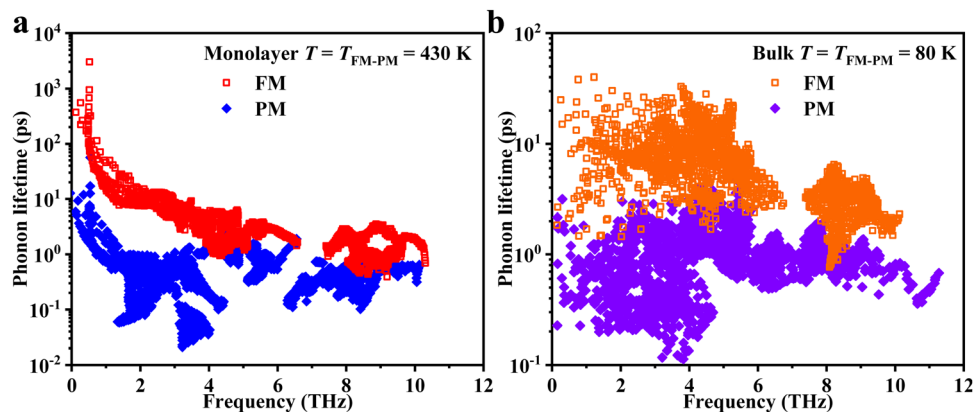 a
Monolayer T = T_FM-PM = 430 K
FM
PM
Phonon lifetime (ps)
10^4
10^3
10^2
10^1
10^0
10^-1
10^-2
0 2 4 6 8 10 12
Frequency (THz)
b
Bulk T = T_FM-PM = 80 K
FM
PM
Phonon lifetime (ps)
10^2
10^1
10^0
10^-1
0 2 4 6 8 10 12
Frequency (THz)